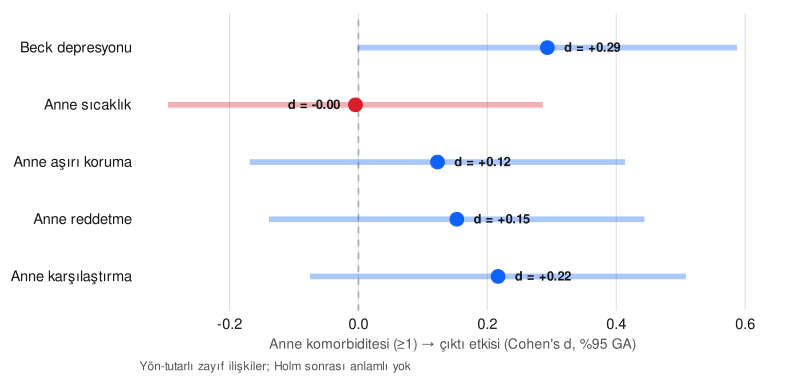 Beck depresyonu
d = +0.29
Anne sıcaklık
d = -0.00
Anne aşırı koruma
d = +0.12
Anne reddetme
d = +0.15
Anne karşılaştırma
d = +0.22
-0.2 0.0 0.2 0.4 0.6
Anne komorbiditesi (≥1) → çıktı etkisi (Cohen's d, %95 GA)
Yön-tutarlı zayıf ilişkiler; Holm sonrası anlamlı yok